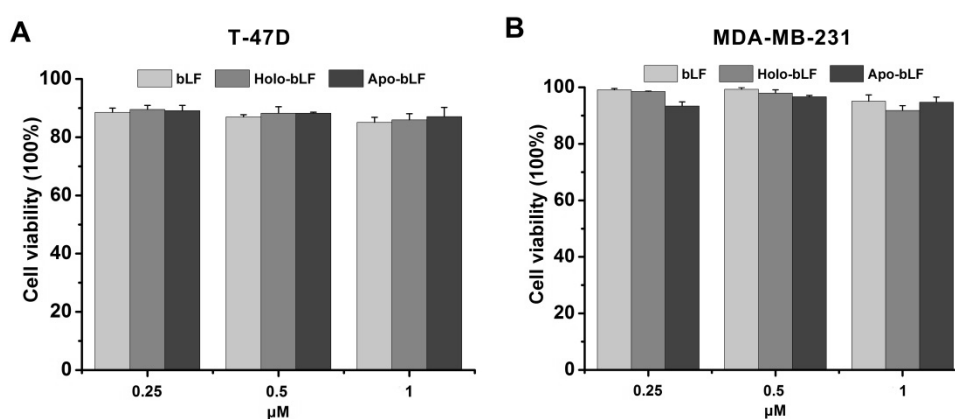 A
T-47D
bLF Holo-bLF Apo-bLF
Cell viability (100%)
100
80
60
40
20
0
0.25 0.5 1
µM
B
MDA-MB-231
bLF Holo-bLF Apo-bLF
Cell viability (100%)
100
80
60
40
20
0
0.25 0.5 1
µM